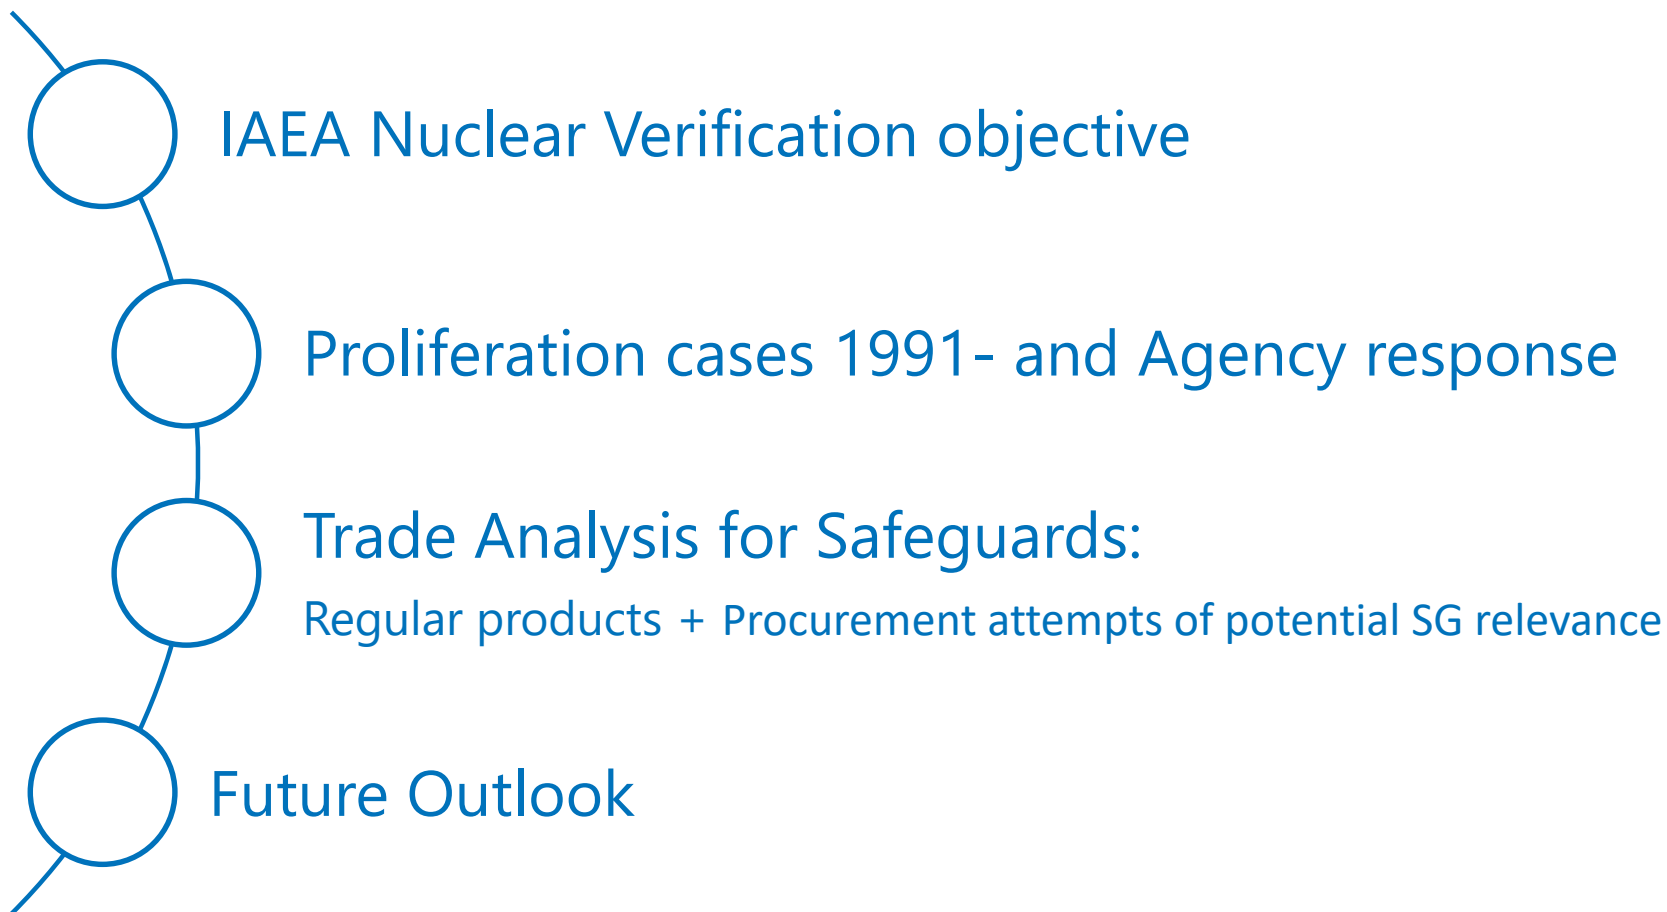 IAEA Nuclear Verification objective
Proliferation cases 1991- and Agency response
Trade Analysis for Safeguards:
Regular products + Procurement attempts of potential SG relevance
Future Outlook